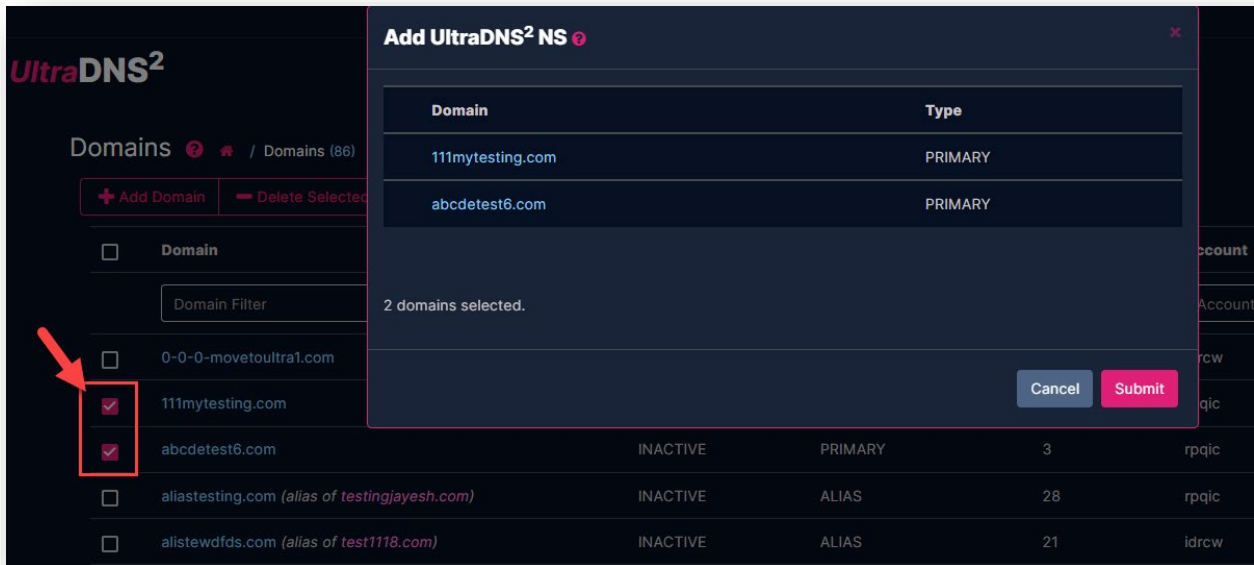 UltraDNS²
Domains / Domains (86)
Add Domain Delete Selected
Domain
Domain Filter
0-0-0-movetoultra1.com
111mytesting.com
abcdetest6.com INACTIVE PRIMARY 3 rpqic
aliastesting.com (alias of testingjayesh.com) INACTIVE ALIAS 28 rpqic
alistewdfds.com (alias of test1118.com) INACTIVE ALIAS 21 idrcw
Add UltraDNS² NS
Domain Type
111mytesting.com PRIMARY
abcdetest6.com PRIMARY
2 domains selected.
Cancel Submit